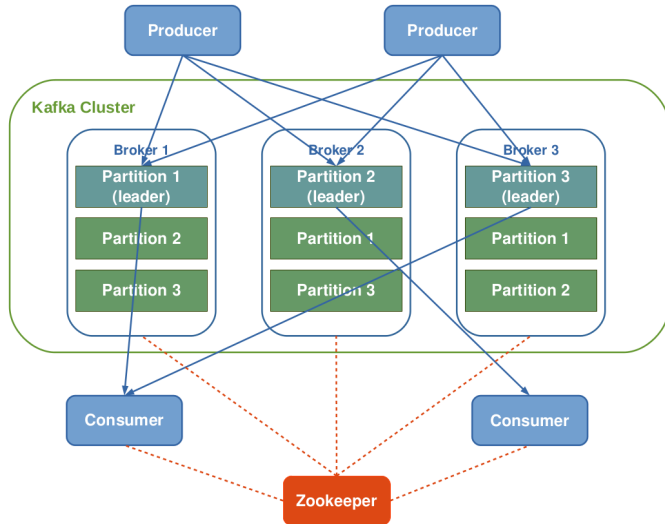 Producer
Producer
Kafka Cluster
Broker 1
Partition 1
(leader)
Partition 2
Partition 3
Broker 2
Partition 2
(leader)
Partition 1
Partition 3
Broker 3
Partition 3
(leader)
Partition 1
Partition 2
Consumer
Consumer
Zookeeper